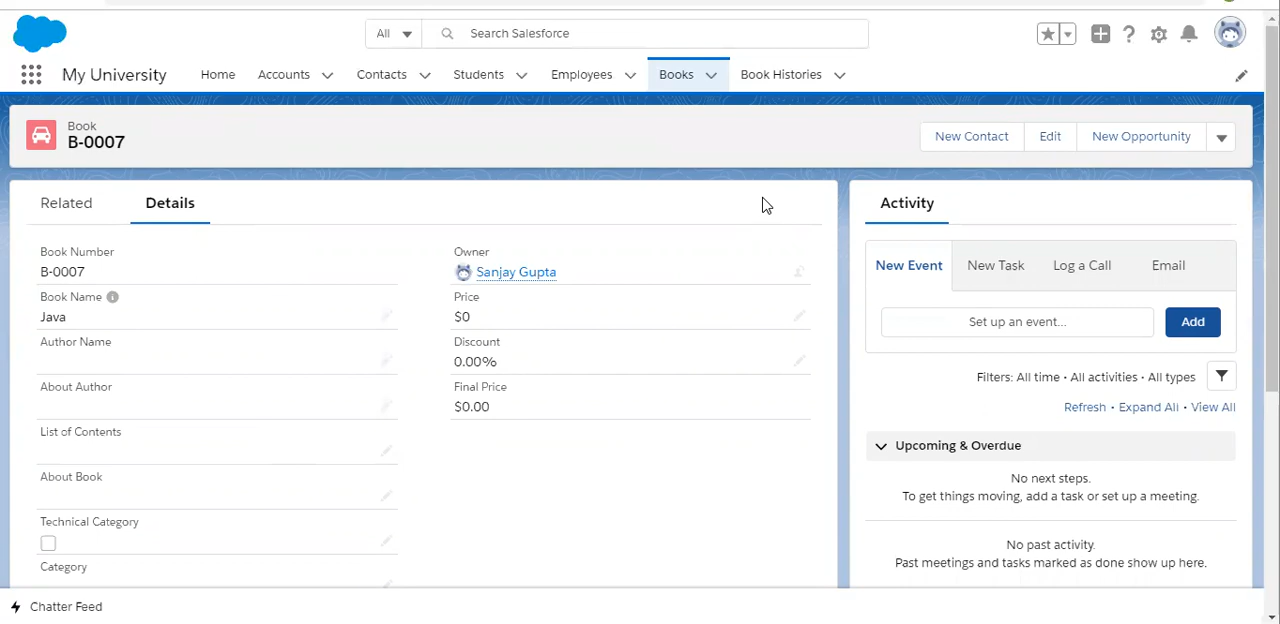 All
Search Salesforce
My University
Home
Accounts
Contacts
Students
Employees
Books
Book Histories
Book
B-0007
New Contact
Edit
New Opportunity
Related
Details
Book Number
B-0007
Book Name
Java
Author Name
About Author
List of Contents
About Book
Technical Category
Category
Owner
Sanjay Gupta
Price
$0
Discount
0.00%
Final Price
$0.00
Activity
New Event
New Task
Log a Call
Email
Set up an event...
Add
Filters: All time • All activities • All types
Refresh • Expand All • View All
Upcoming & Overdue
No next steps.
To get things moving, add a task or set up a meeting.
No past activity.
Past meetings and tasks marked as done show up here.
Chatter Feed